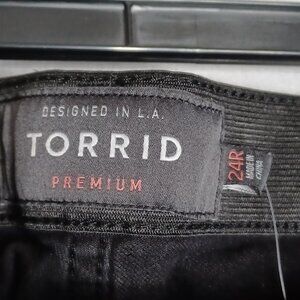 DESIGNED IN L.A.
TORRID
PREMIUM
24R
MADE IN
CHINA